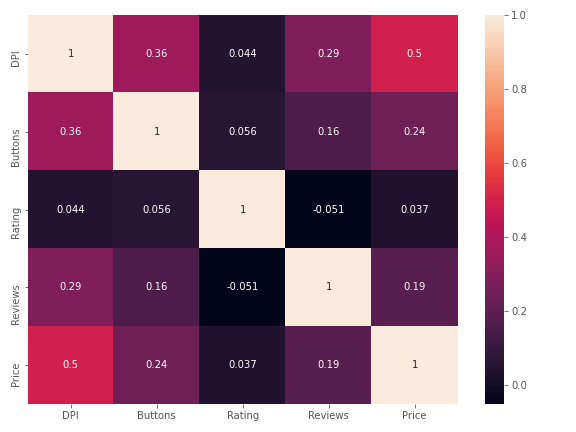 DPI 1 0.36 0.044 0.29 0.5
Buttons 0.36 1 0.056 0.16 0.24
Rating 0.044 0.056 1 -0.051 0.037
Reviews 0.29 0.16 -0.051 1 0.19
Price 0.5 0.24 0.037 0.19 1
DPI Buttons Rating Reviews Price
1.0
0.8
0.6
0.4
0.2
0.0